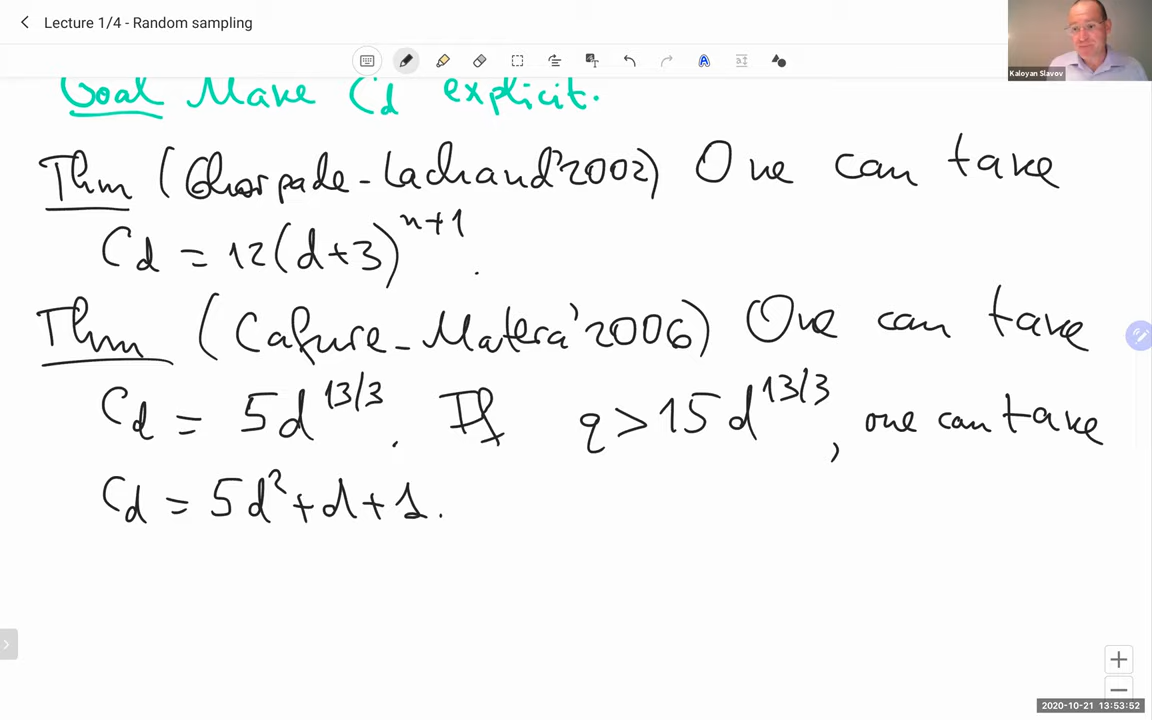 Lecture 1/4 - Random sampling
Kaloyan Slavov
Goal Make Cd explicit.
Thm (Ghorpade-Lachaud'2002) One can take
Cd = 12(d+3)^{n+1}.
Thm (Cafure-Matera'2006) One can take
Cd = 5d^{13/3}. If q > 15d^{13/3}, one can take
Cd = 5d²+d+1.
2020-10-21 13:53:52